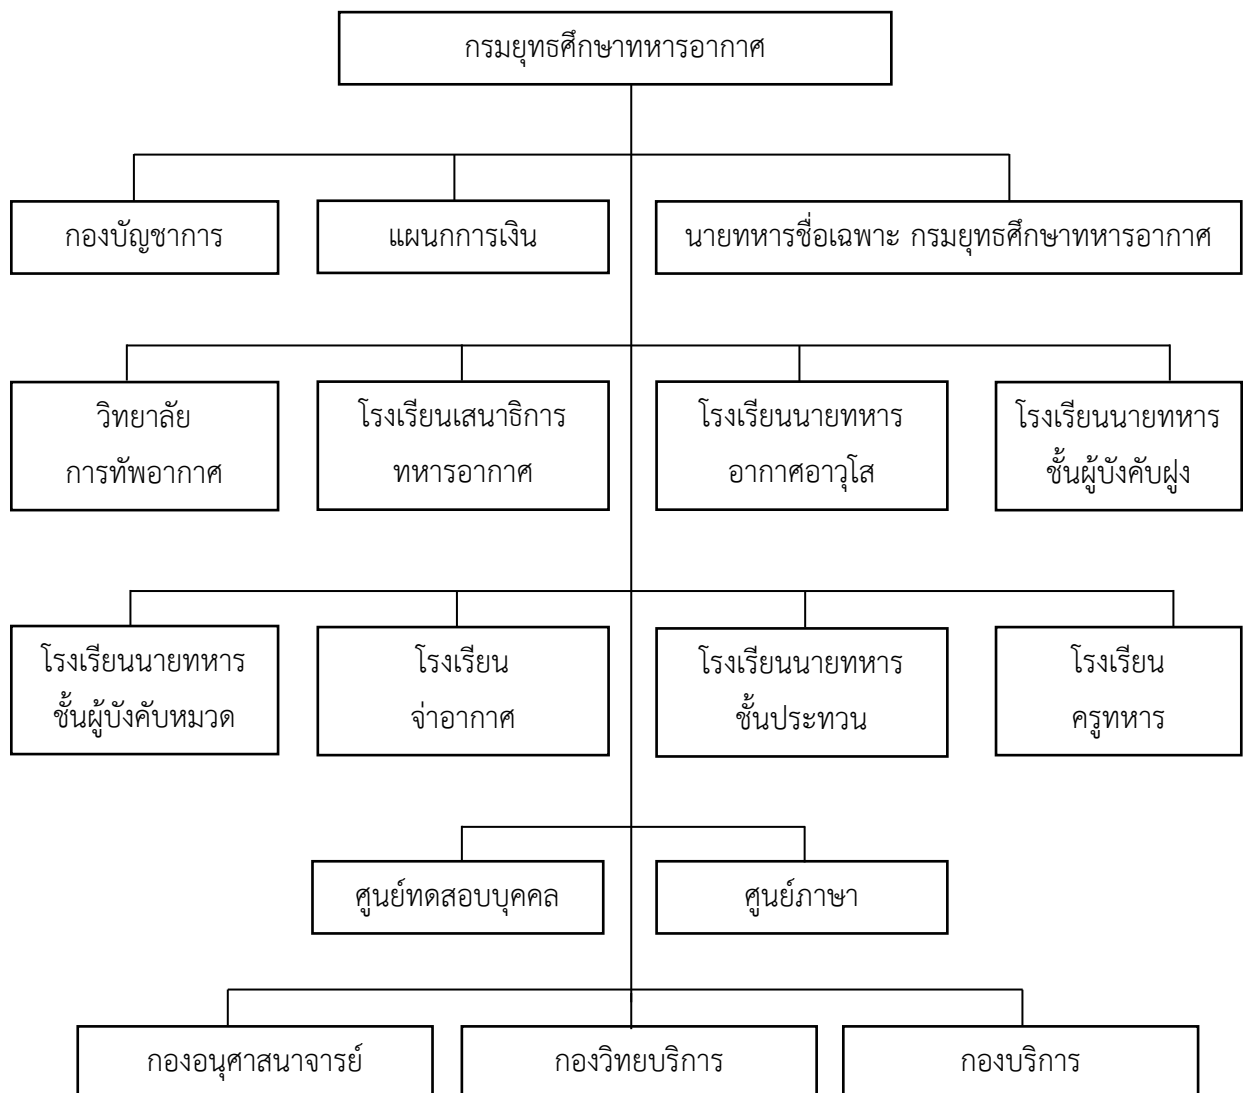 กรมยุทธศึกษาทหารอากาศ
กองบัญชาการ
แผนกการเงิน
นายทหารชื่อเฉพาะ กรมยุทธศึกษาทหารอากาศ
วิทยาลัย
การทัพอากาศ
โรงเรียนเสนาธิการ
ทหารอากาศ
โรงเรียนนายทหาร
อากาศอาวุโส
โรงเรียนนายทหาร
ชั้นผู้บังคับฝูง
โรงเรียนนายทหาร
ชั้นผู้บังคับหมวด
โรงเรียน
จ่าอากาศ
โรงเรียนนายทหาร
ชั้นประทวน
โรงเรียน
ครูทหาร
ศูนย์ทดสอบบุคคล
ศูนย์ภาษา
กองอนุศาสนาจารย์
กองวิทยบริการ
กองบริการ